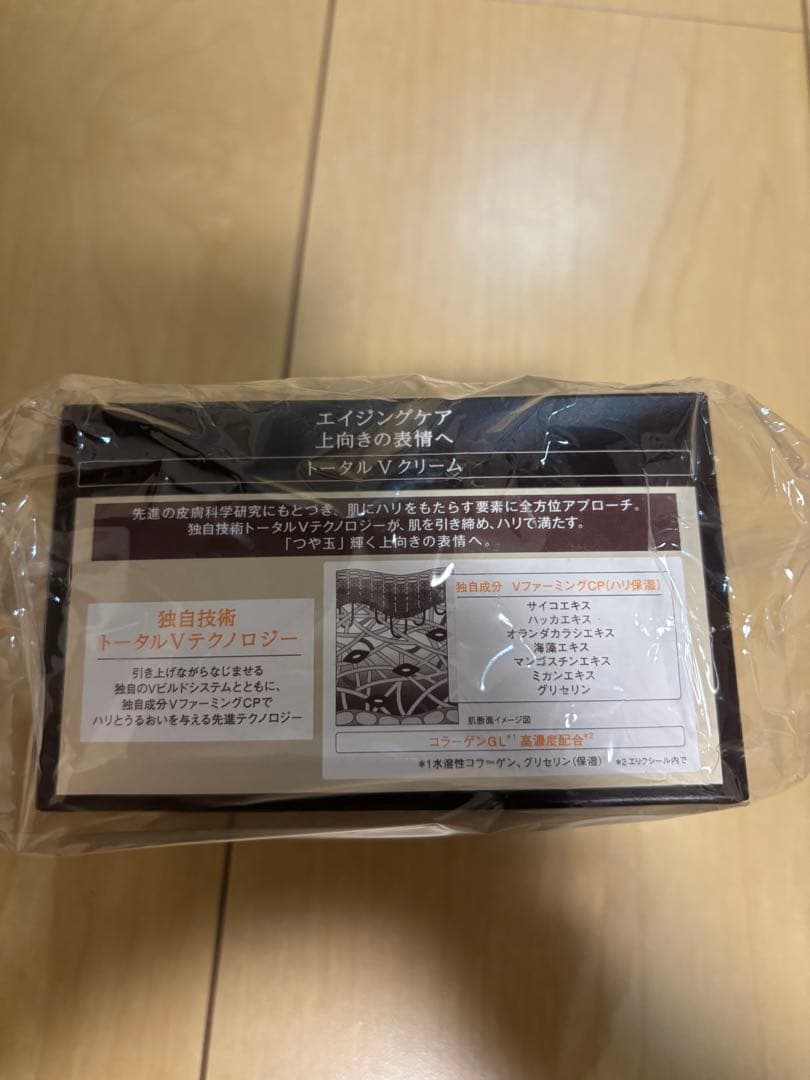 エイジングケア
上向きの表情へ
トータル V クリーム
先進の皮膚科学研究にもとづき、肌にハリをもたらす要素に全方位アプローチ。
独自技術トータルVテクノロジーが、肌を引き締め、ハリで満たす。
「つや玉」輝く上向きの表情へ。
独自技術
トータルVテクノロジー
引き上げながらなじませる
独自のVビルドシステムとともに、
独自成分VファーミングCPで
ハリとうるおいを与える先進テクノロジー
独自成分 VファーミングCP(ハリ保湿)
サイコエキス
ハッカエキス
オランダカラシエキス
海藻エキス
マンゴスチンエキス
ミカンエキス
グリセリン
肌断面イメージ図
コラーゲンGL*1 高濃度配合*2
*1水溶性コラーゲン、グリセリン(保湿) *2 エリクシール内で